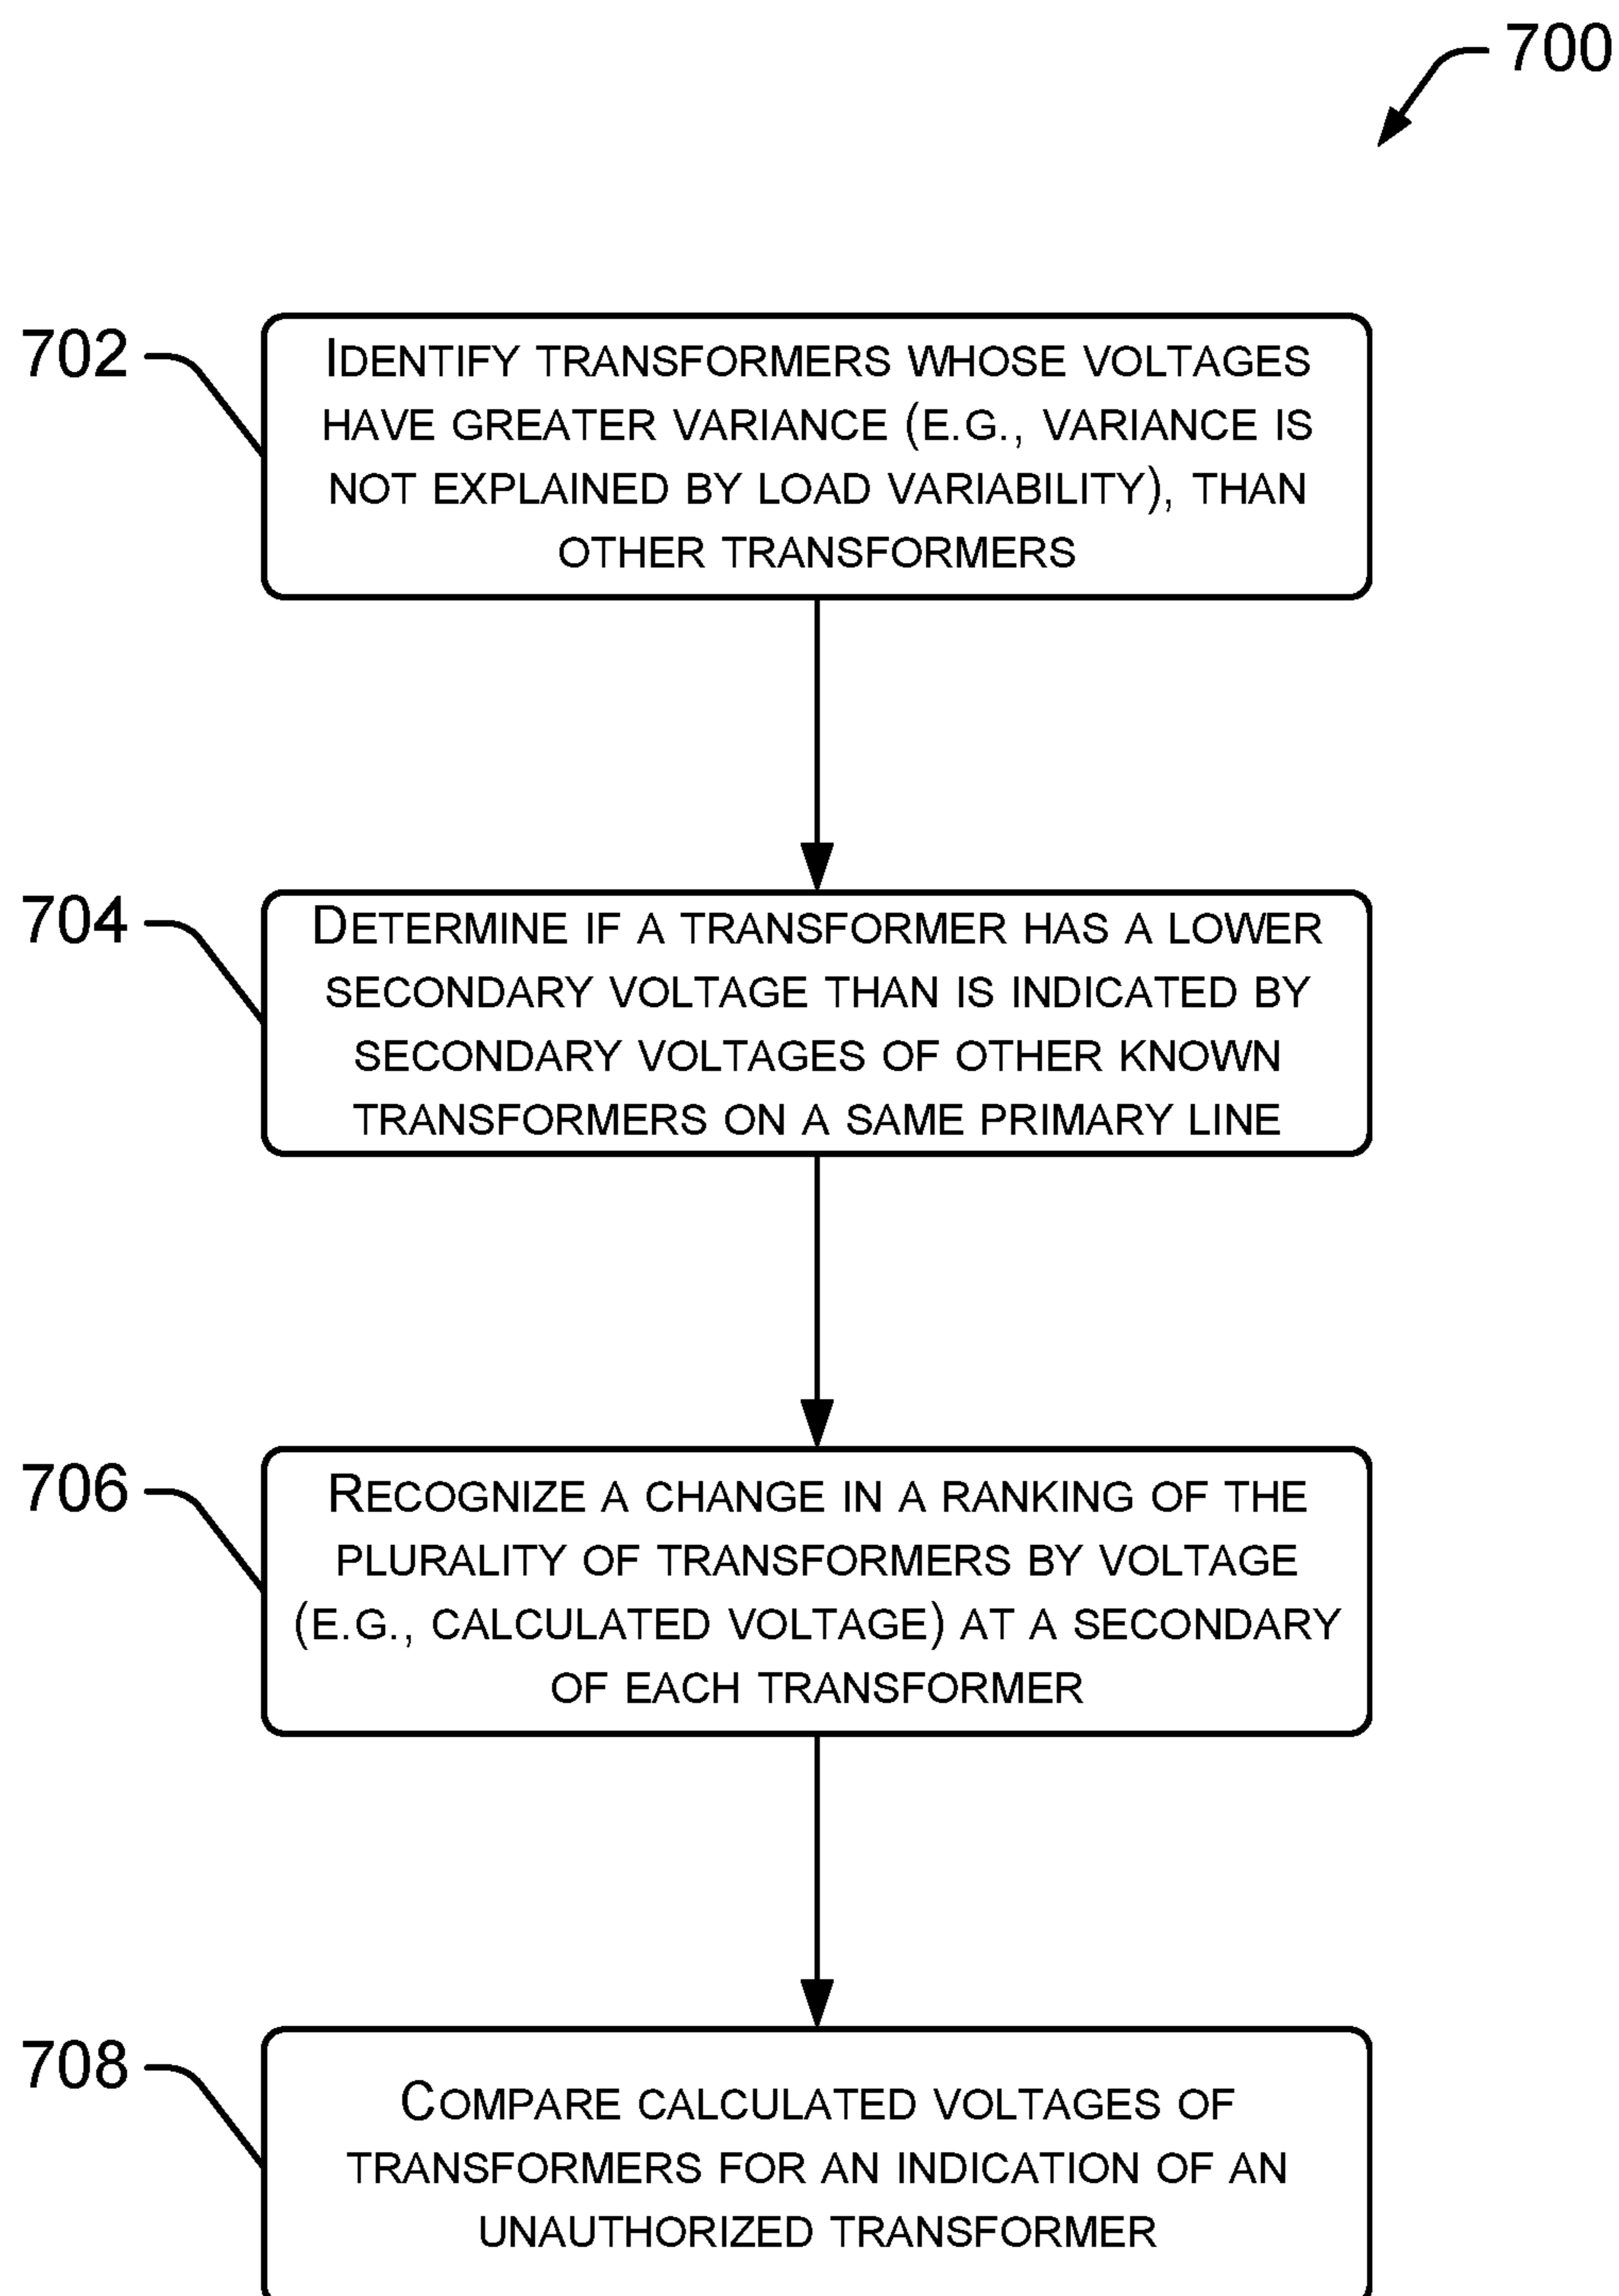 700
702
IDENTIFY TRANSFORMERS WHOSE VOLTAGES
HAVE GREATER VARIANCE (E.G., VARIANCE IS
NOT EXPLAINED BY LOAD VARIABILITY), THAN
OTHER TRANSFORMERS
704
DETERMINE IF A TRANSFORMER HAS A LOWER
SECONDARY VOLTAGE THAN IS INDICATED BY
SECONDARY VOLTAGES OF OTHER KNOWN
TRANSFORMERS ON A SAME PRIMARY LINE
706
RECOGNIZE A CHANGE IN A RANKING OF THE
PLURALITY OF TRANSFORMERS BY VOLTAGE
(E.G., CALCULATED VOLTAGE) AT A SECONDARY
OF EACH TRANSFORMER
708
COMPARE CALCULATED VOLTAGES OF
TRANSFORMERS FOR AN INDICATION OF AN
UNAUTHORIZED TRANSFORMER